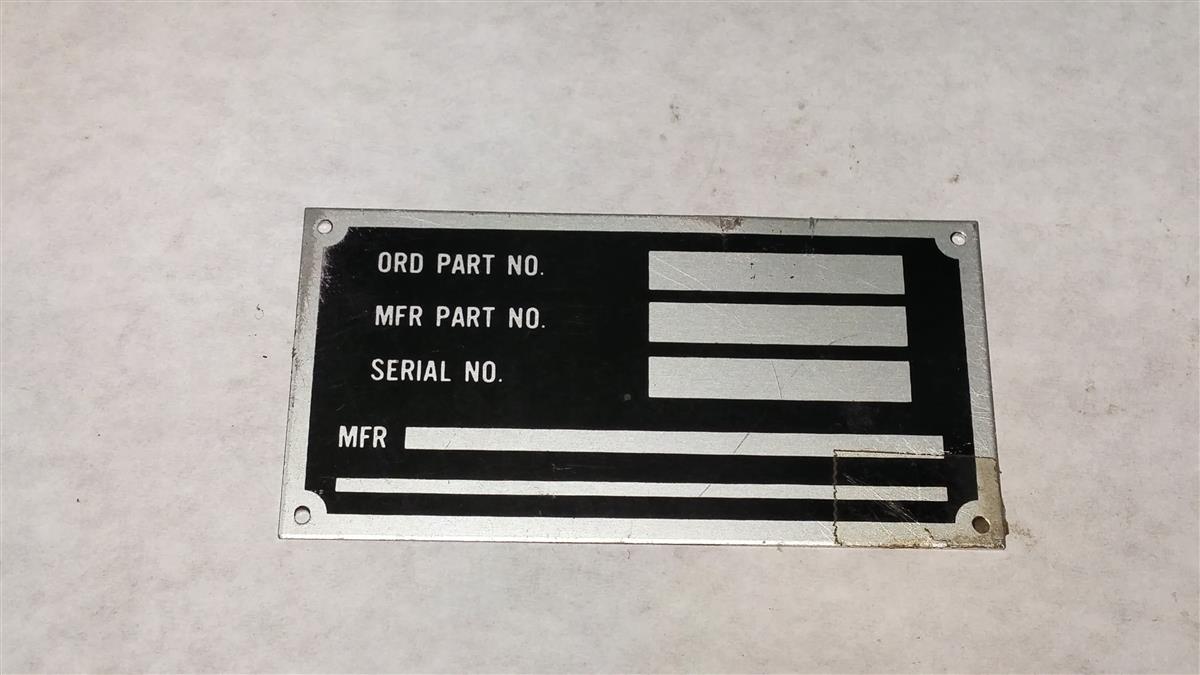 ORD PART NO.
MFR PART NO.
SERIAL NO.
MFR